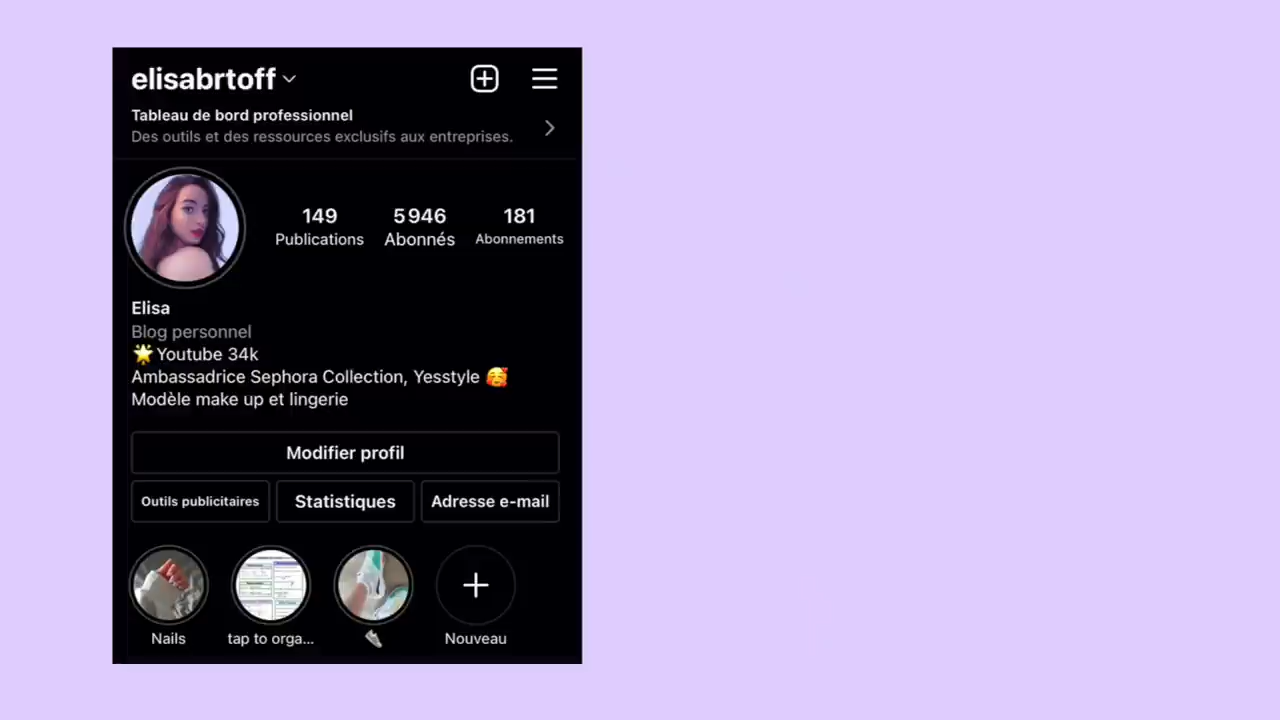 elisabrtoff
Tableau de bord professionnel
Des outils et des ressources exclusifs aux entreprises.
149 5 946 181
Publications Abonnés Abonnements
Elisa
Blog personnel
🌟Youtube 34k
Ambassadrice Sephora Collection, Yesstyle 🥰
Modèle make up et lingerie
Modifier profil
Outils publicitaires Statistiques Adresse e-mail
Nails tap to orga... 👟 Nouveau